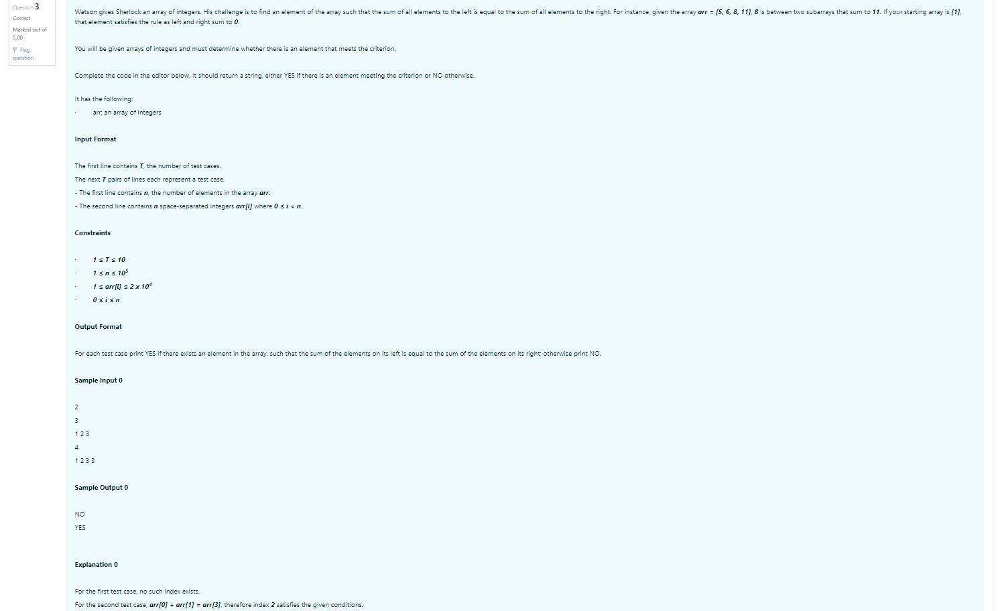 Question 3
Correct
Marked out of
5.00
Flag
question
Watson gives Sherlock an array of integers. His challenge is to find an element of the array such that the sum of all elements to the left is equal to the sum of all elements to the right. For instance, given the array arr = [5, 6, 8, 11], 8 is between two subarrays that sum to 11. If your starting array is [1],
that element satisfies the rule as left and right sum to 0.
You will be given arrays of integers and must determine whether there is an element that meets the criterion.
Complete the code in the editor below. It should return a string, either YES if there is an element meeting the criterion or NO otherwise.
It has the following:
· arr: an array of integers
Input Format
The first line contains T, the number of test cases.
The next T pairs of lines each represent a test case.
- The first line contains n, the number of elements in the array arr.
- The second line contains n space-separated integers arr[i] where 0 ≤ i < n.
Constraints
· 1 ≤ T ≤ 10
· 1 ≤ n ≤ 10⁵
· 1 ≤ arr[i] ≤ 2 x 10⁴
· 0 ≤ i ≤ n
Output Format
For each test case print YES if there exists an element in the array, such that the sum of the elements on its left is equal to the sum of the elements on its right; otherwise print NO.
Sample Input 0
2
3
1 2 3
4
1 2 3 3
Sample Output 0
NO
YES
Explanation 0
For the first test case, no such index exists.
For the second test case, arr[0] + arr[1] = arr[3], therefore index 2 satisfies the given conditions.